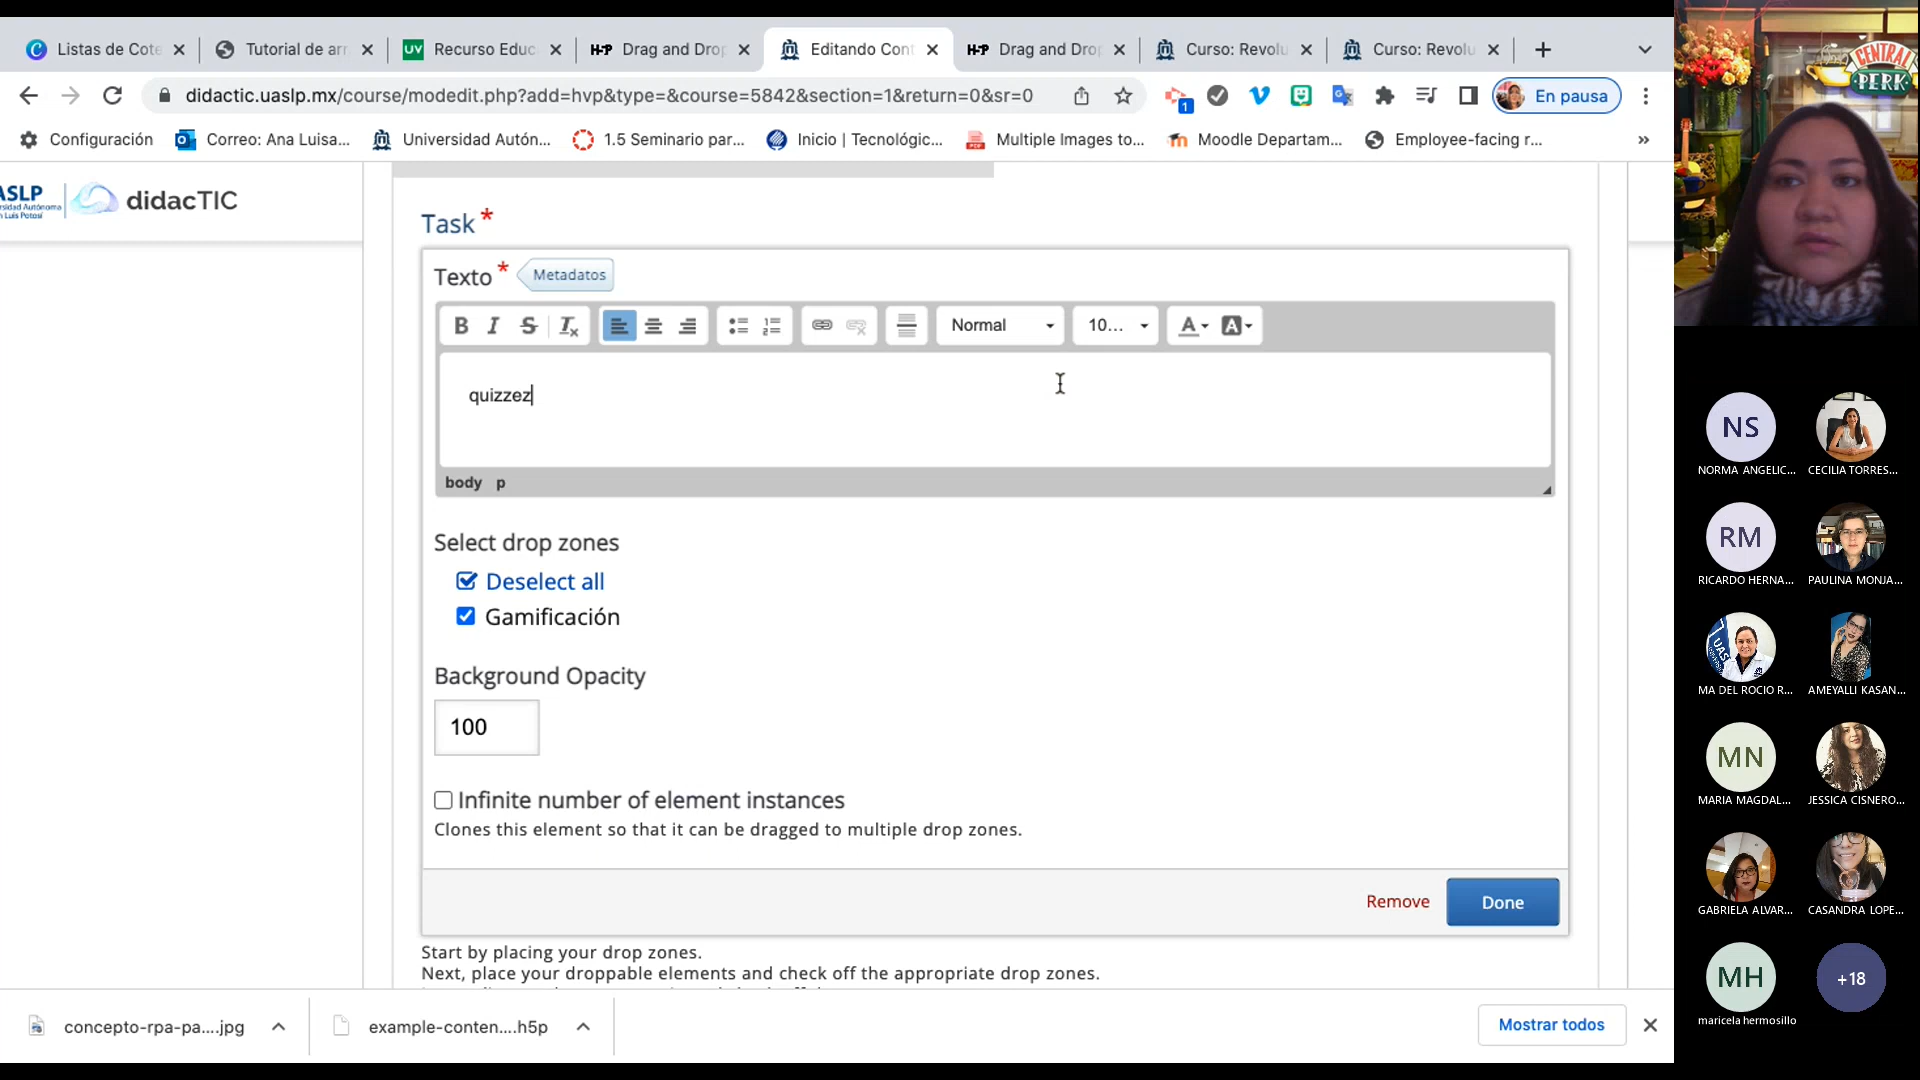 Listas de Cote
Tutorial de arr
UV
Recurso Educ
H-P
Drag and Drop
Editando Cont
H-P
Drag and Drop
Curso: Revolu
Curso: Revolu
didactic.uaslp.mx/course/modedit.php?add=hvp&type=&course=5842&section=1&return=0&sr=0
1
En pausa
Configuración
Correo: Ana Luisa...
Universidad Autón...
1.5 Seminario par...
Inicio | Tecnológic...
Multiple Images to...
Moodle Departam...
Employee-facing r...
»
ASLP
didacTIC
Task *
Texto *
Metadatos
B I S Tx
Normal
10...
A
A
quizzez
body p
Select drop zones
Deselect all
Gamificación
Background Opacity
100
Infinite number of element instances
Clones this element so that it can be dragged to multiple drop zones.
Remove
Done
Start by placing your drop zones.
Next, place your droppable elements and check off the appropriate drop zones.
concepto-rpa-pa....jpg
example-conten....h5p
Mostrar todos
CENTRAL
PERK
NS
NORMA ANGELIC...
CECILIA TORRES...
RM
RICARDO HERNA...
PAULINA MONJA...
MA DEL ROCIO R...
AMEYALLI KASAN...
MN
MARIA MAGDAL...
JESSICA CISNERO...
GABRIELA ALVAR...
CASANDRA LOPE...
MH
maricela hermosillo
+18